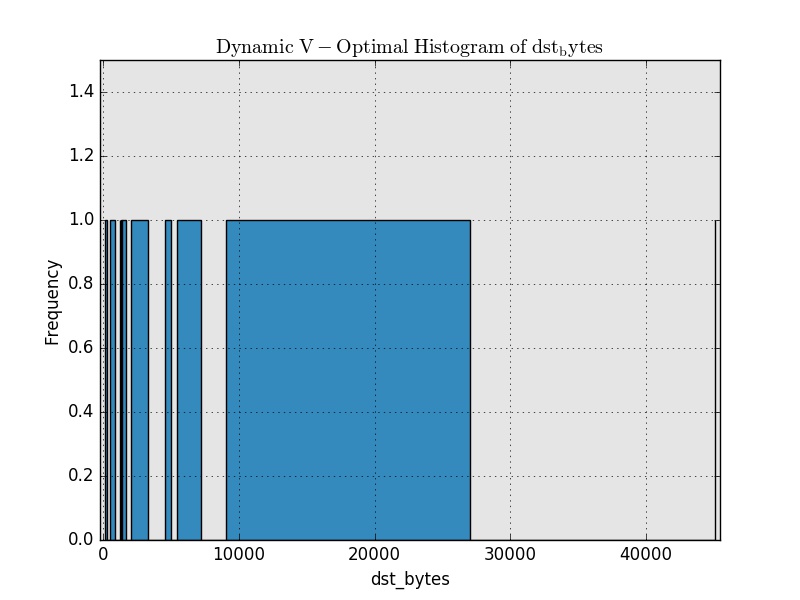 Dynamic V − Optimal Histogram of dst_bytes
1.4
1.2
1.0
0.8
0.6
0.4
0.2
0.0
Frequency
0 10000 20000 30000 40000
dst_bytes